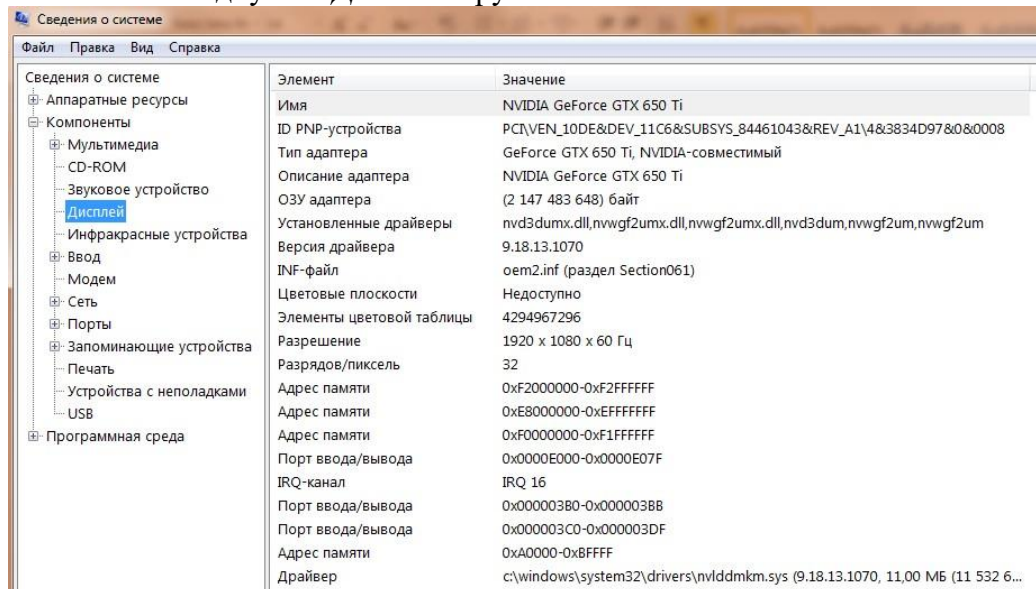 Сведения о системе
Файл Правка Вид Справка
Сведения о системе
Аппаратные ресурсы
Компоненты
Мультимедиа
CD-ROM
Звуковое устройство
Дисплей
Инфракрасные устройства
Ввод
Модем
Сеть
Порты
Запоминающие устройства
Печать
Устройства с неполадками
USB
Программная среда
Элемент Значение
Имя NVIDIA GeForce GTX 650 Ti
ID PNP-устройства PCI\VEN_10DE&DEV_11C6&SUBSYS_84461043&REV_A1\4&3834D97&0&0008
Тип адаптера GeForce GTX 650 Ti, NVIDIA-совместимый
Описание адаптера NVIDIA GeForce GTX 650 Ti
ОЗУ адаптера (2 147 483 648) байт
Установленные драйверы nvd3dumx.dll,nvwgf2umx.dll,nvwgf2umx.dll,nvd3dum,nvwgf2um,nvwgf2um
Версия драйвера 9.18.13.1070
INF-файл oem2.inf (раздел Section061)
Цветовые плоскости Недоступно
Элементы цветовой таблицы 4294967296
Разрешение 1920 x 1080 x 60 Гц
Разрядов/пиксель 32
Адрес памяти 0xF2000000-0xF2FFFFFF
Адрес памяти 0xE8000000-0xEFFFFFFF
Адрес памяти 0xF0000000-0xF1FFFFFF
Порт ввода/вывода 0x0000E000-0x0000E07F
IRQ-канал IRQ 16
Порт ввода/вывода 0x000003B0-0x000003BB
Порт ввода/вывода 0x000003C0-0x000003DF
Адрес памяти 0xA0000-0xBFFFF
Драйвер c:\windows\system32\drivers\nvlddmkm.sys (9.18.13.1070, 11,00 МБ (11 532 6...